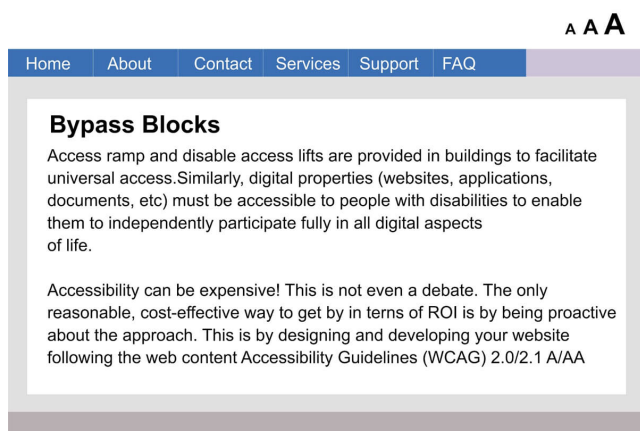 A A A
Home About Contact Services Support FAQ
Bypass Blocks
Access ramp and disable access lifts are provided in buildings to facilitate
universal access.Similarly, digital properties (websites, applications,
documents, etc) must be accessible to people with disabilities to enable
them to independently participate fully in all digital aspects
of life.
Accessibility can be expensive! This is not even a debate. The only
reasonable, cost-effective way to get by in terns of ROI is by being proactive
about the approach. This is by designing and developing your website
following the web content Accessibility Guidelines (WCAG) 2.0/2.1 A/AA